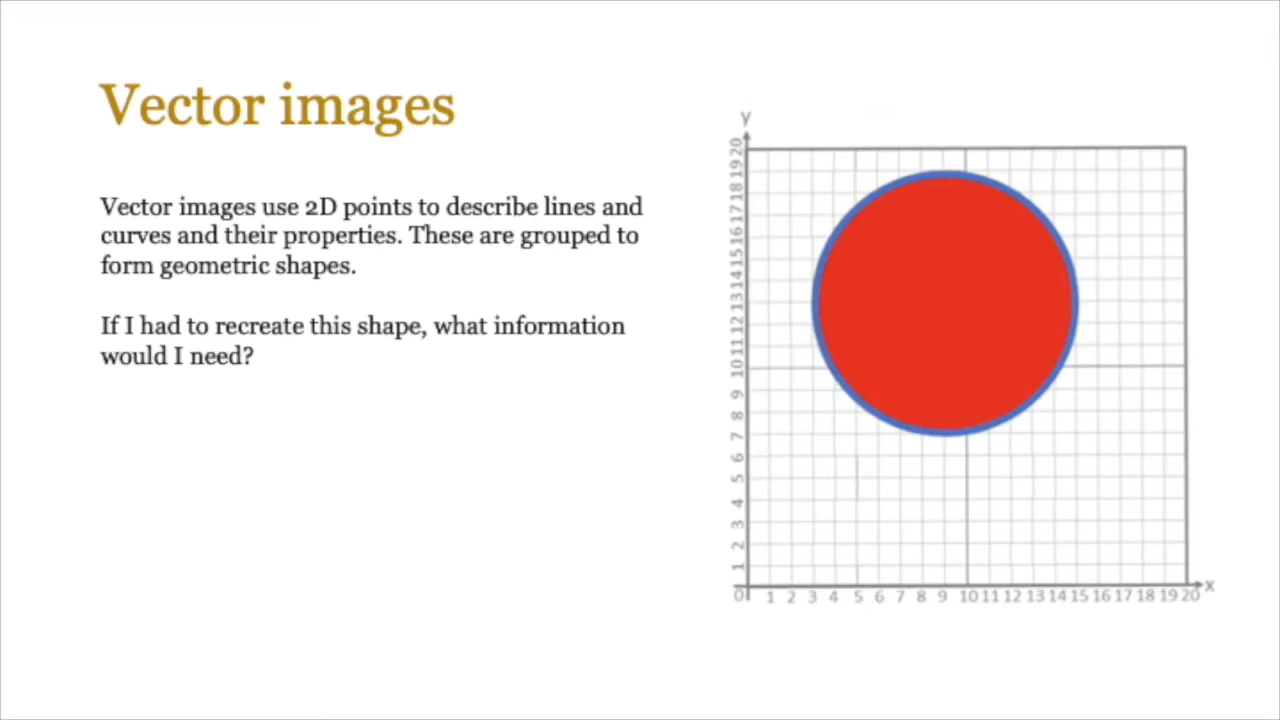 Vector images
Vector images use 2D points to describe lines and
curves and their properties. These are grouped to
form geometric shapes.
If I had to recreate this shape, what information
would I need?
y
20
19
18
17
16
15
14
13
12
11
10
9
8
7
6
5
4
3
2
1
0 1 2 3 4 5 6 7 8 9 10 11 12 13 14 15 16 17 18 19 20 x